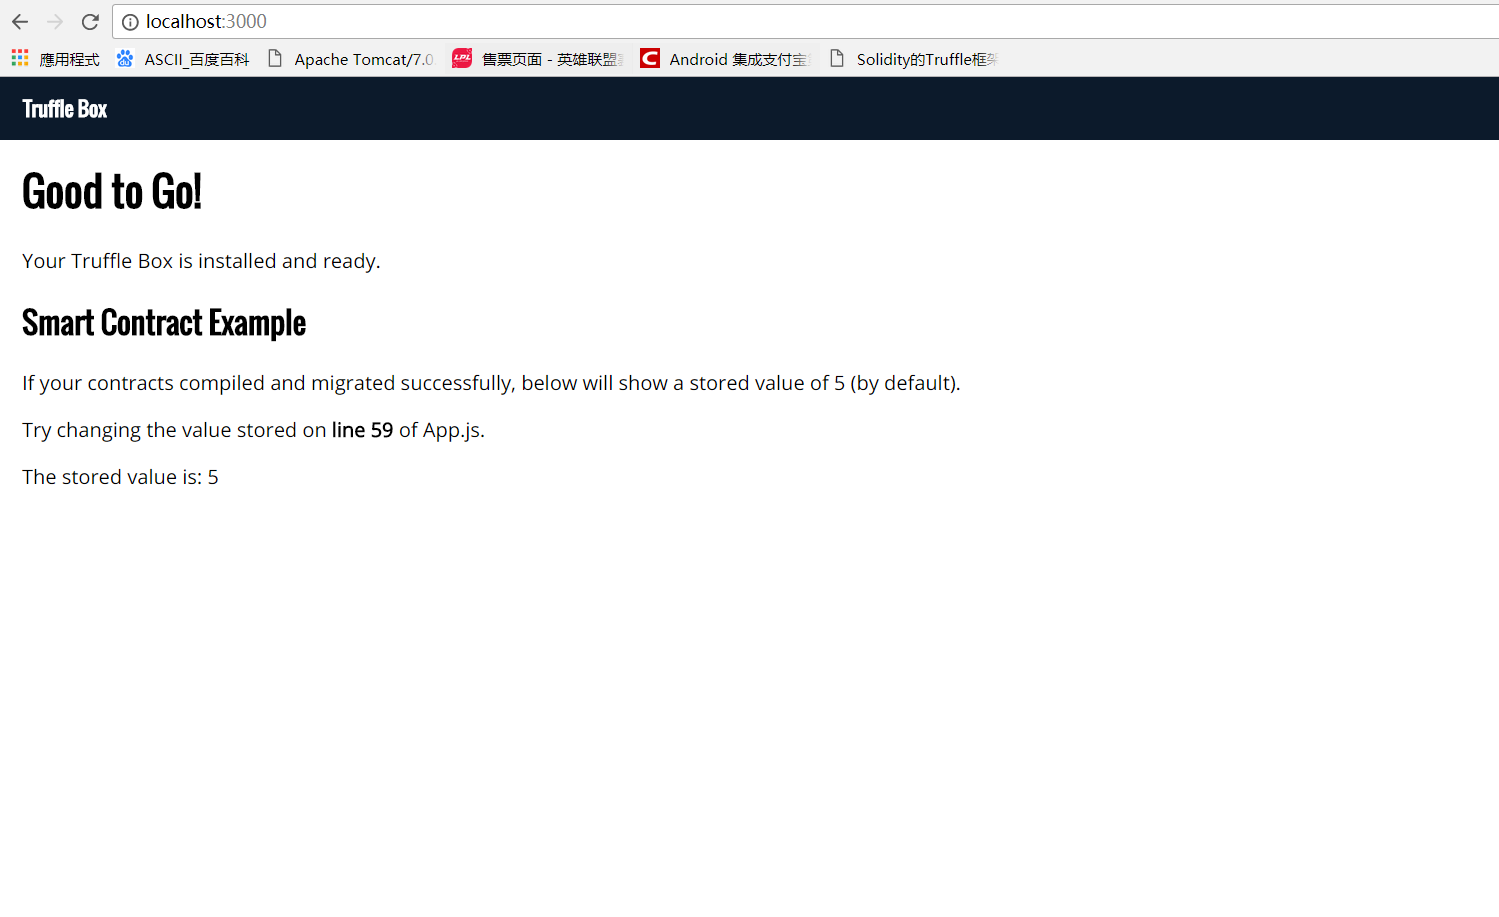 localhost:3000
應用程式 ASCII_百度百科 Apache Tomcat/7.0 LPL 售票页面 - 英雄联盟 C Android 集成支付宝 Solidity的Truffle框架
Truffle Box
Good to Go!
Your Truffle Box is installed and ready.
Smart Contract Example
If your contracts compiled and migrated successfully, below will show a stored value of 5 (by default).
Try changing the value stored on line 59 of App.js.
The stored value is: 5